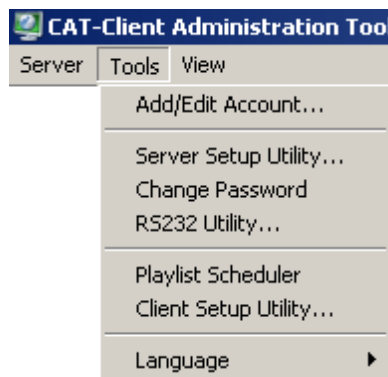 CAT-Client Administration Too
Server Tools View
Add/Edit Account...
Server Setup Utility...
Change Password
RS232 Utility...
Playlist Scheduler
Client Setup Utility...
Language